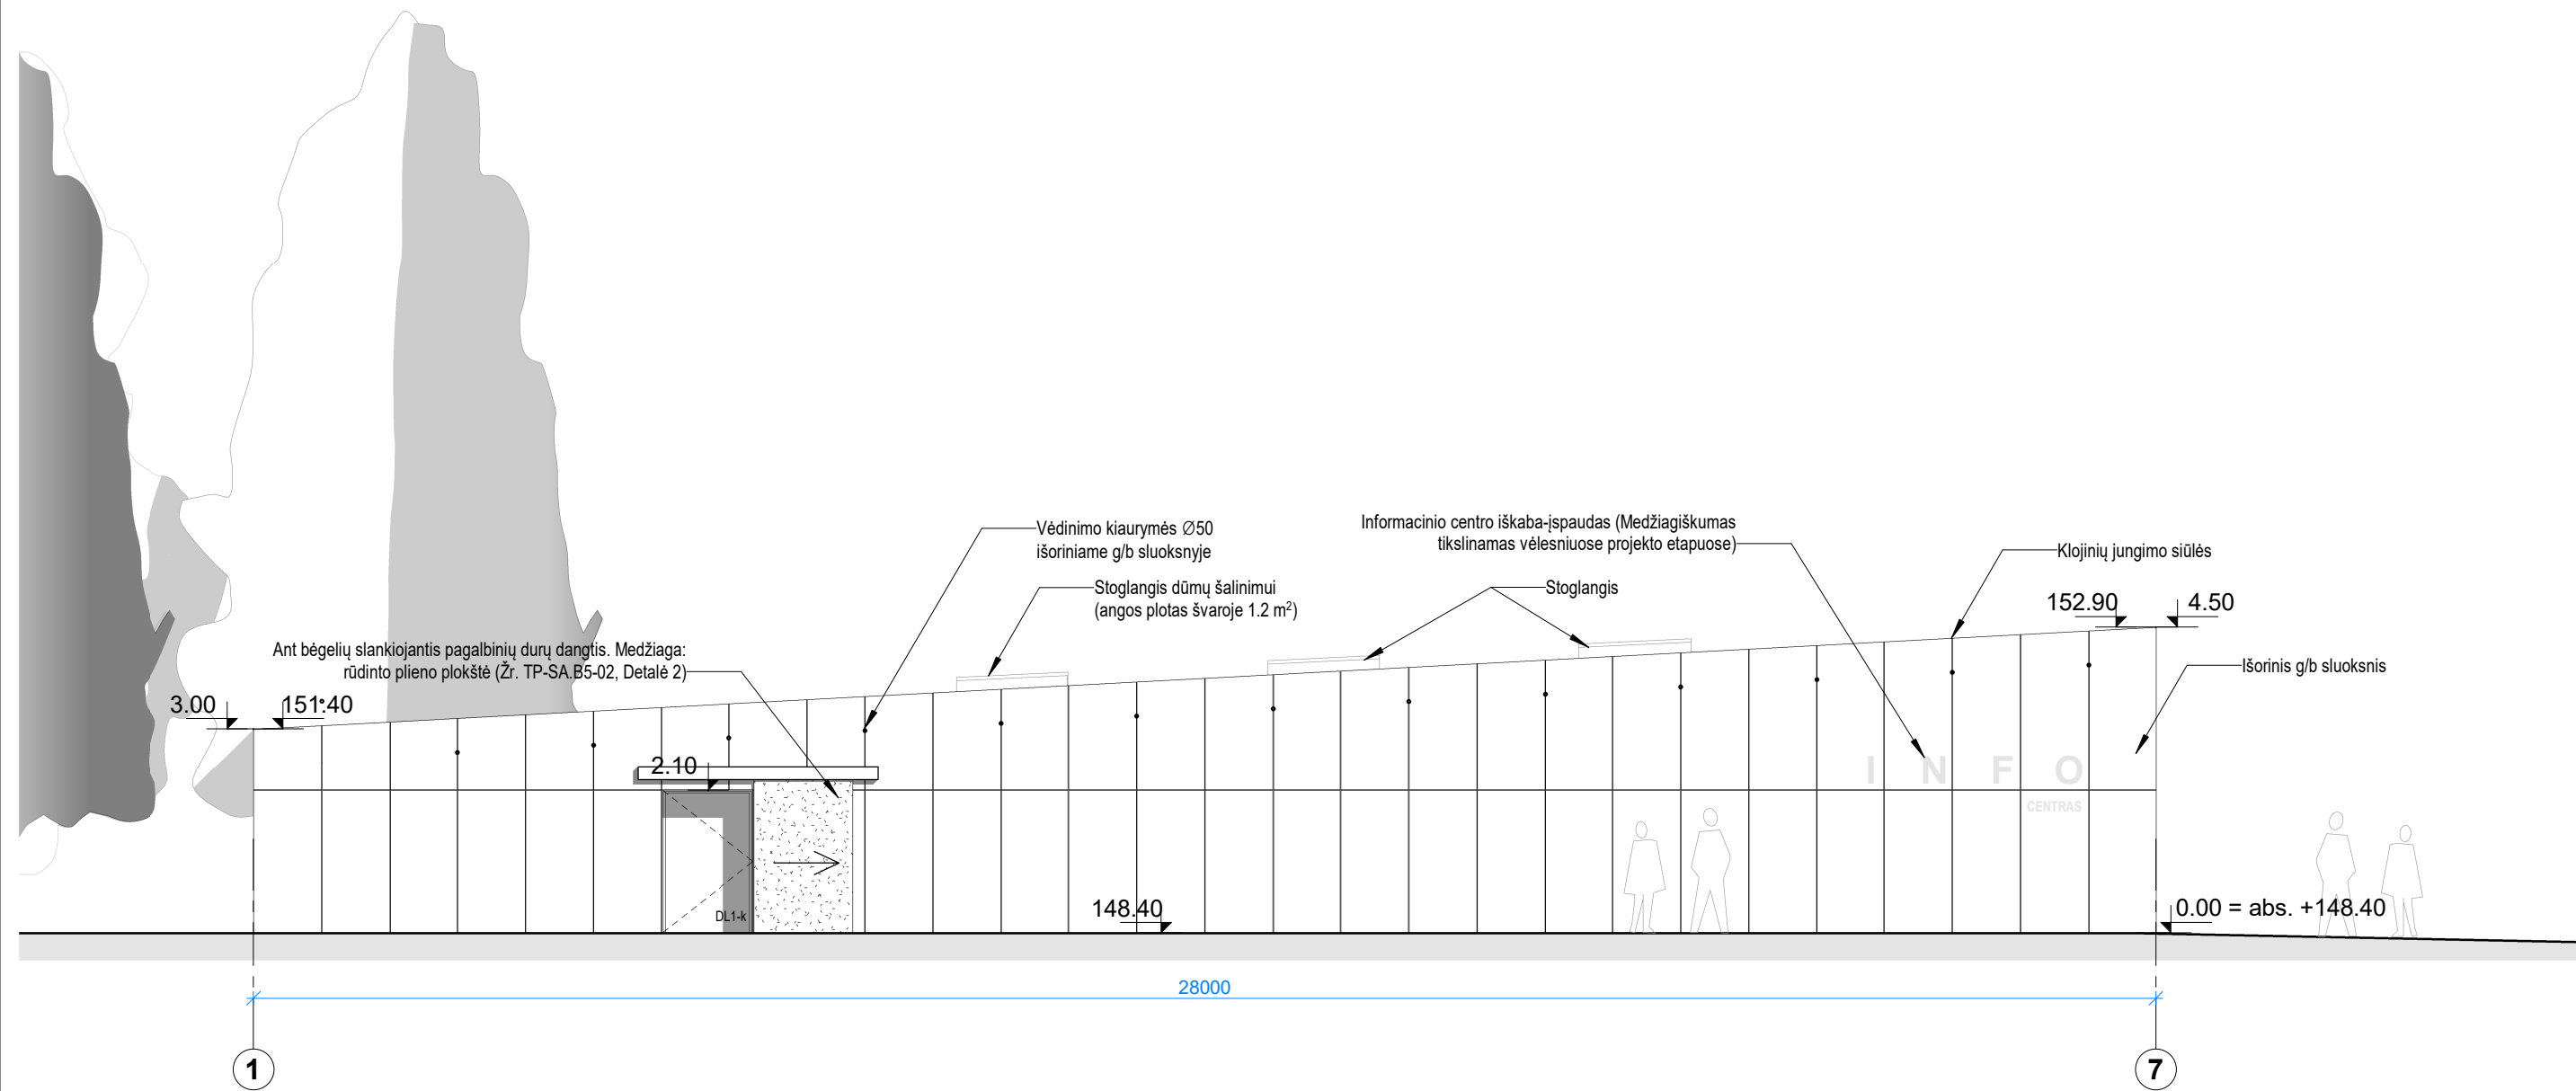 Vėdinimo kiaurymės ∅50
išoriniame g/b sluoksnyje
Informacinio centro iškaba-įspaudas (Medžiagiškumas
tikslinamas vėlesniuose projekto etapuose)
Klojinių jungimo siūlės
Stoglangis dūmų šalinimui
(angos plotas švaroje 1.2 m²)
Stoglangis
152.90
4.50
Ant bėgelių slankiojantis pagalbinių durų dangtis. Medžiaga:
rūdinto plieno plokštė (Žr. TP-SA.B5-02, Detalė 2)
Išorinis g/b sluoksnis
3.00
151.40
2.10
INFO
CENTRAS
DL1-k
148.40
0.00 = abs. +148.40
28000
1
7